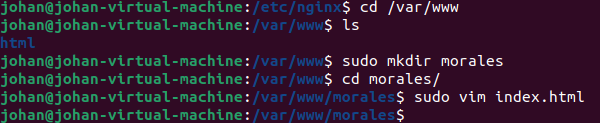 johan@johan-virtual-machine:/etc/nginx$ cd /var/www
johan@johan-virtual-machine:/var/www$ ls
html
johan@johan-virtual-machine:/var/www$ sudo mkdir morales
johan@johan-virtual-machine:/var/www$ cd morales/
johan@johan-virtual-machine:/var/www/morales$ sudo vim index.html
johan@johan-virtual-machine:/var/www/morales$